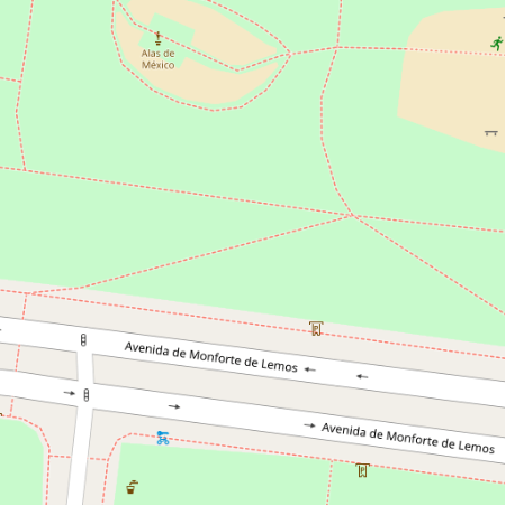 Alas de
México
Avenida de Monforte de Lemos
Avenida de Monforte de Lemos
P
P